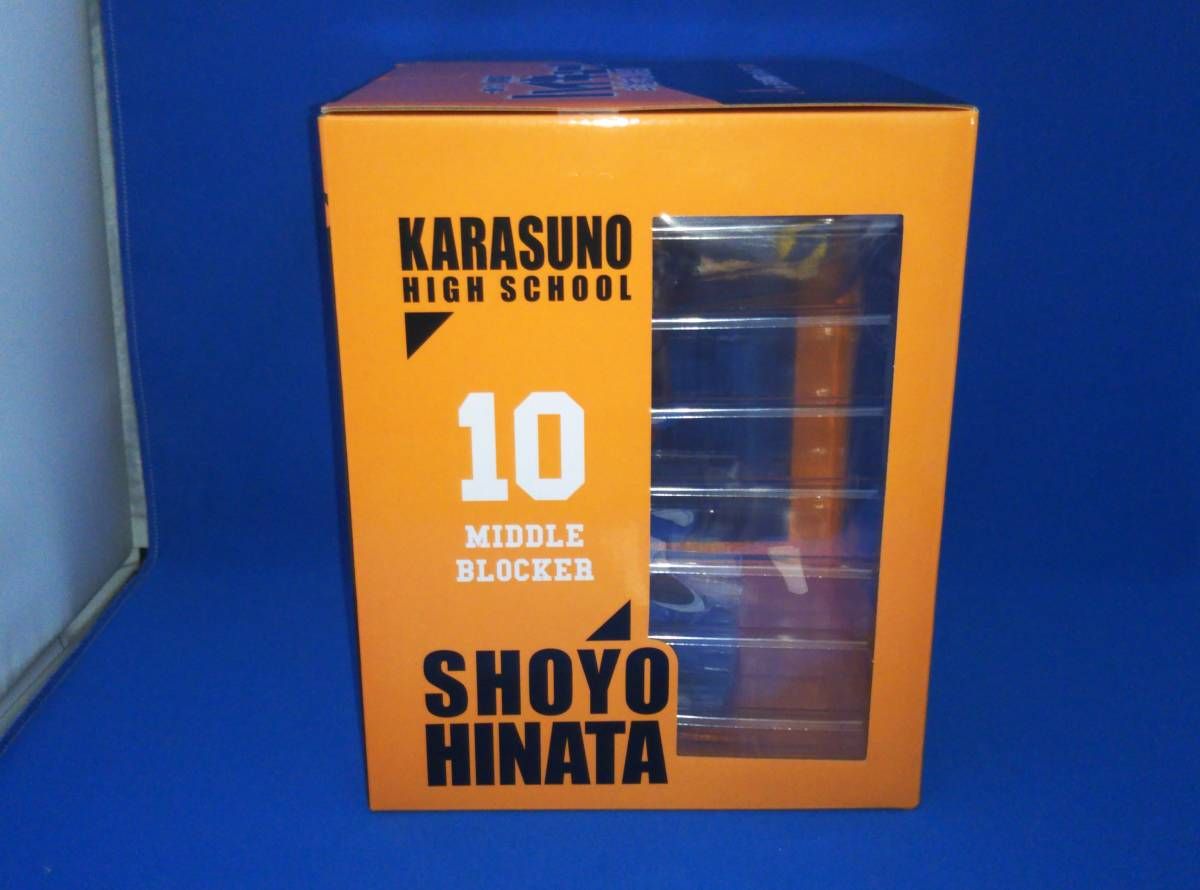 KARASUNO
HIGH SCHOOL
10
MIDDLE
BLOCKER
SHOYO
HINATA